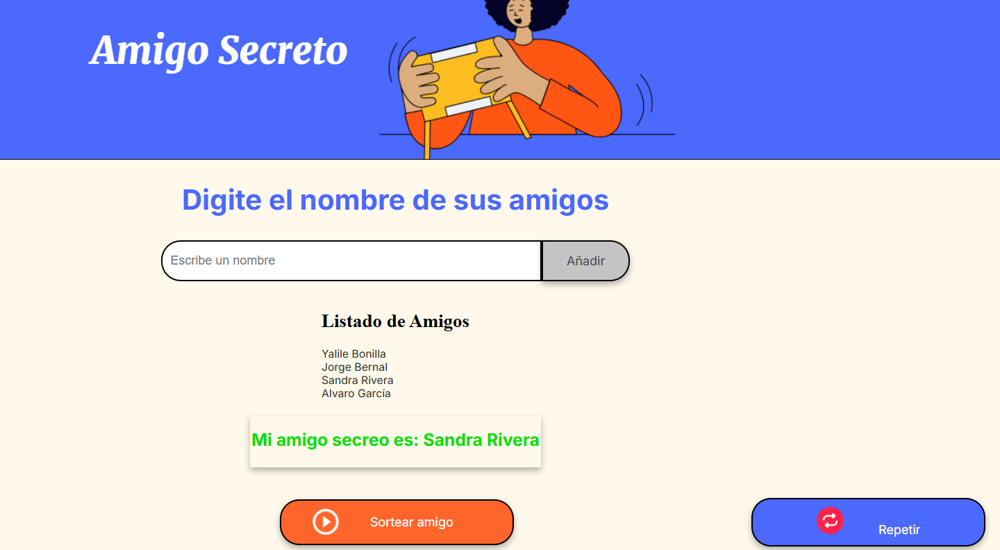 Amigo Secreto
Digite el nombre de sus amigos
Escribe un nombre
Añadir
Listado de Amigos
Yalile Bonilla
Jorge Bernal
Sandra Rivera
Alvaro García
Mi amigo secreo es: Sandra Rivera
Sortear amigo
Repetir